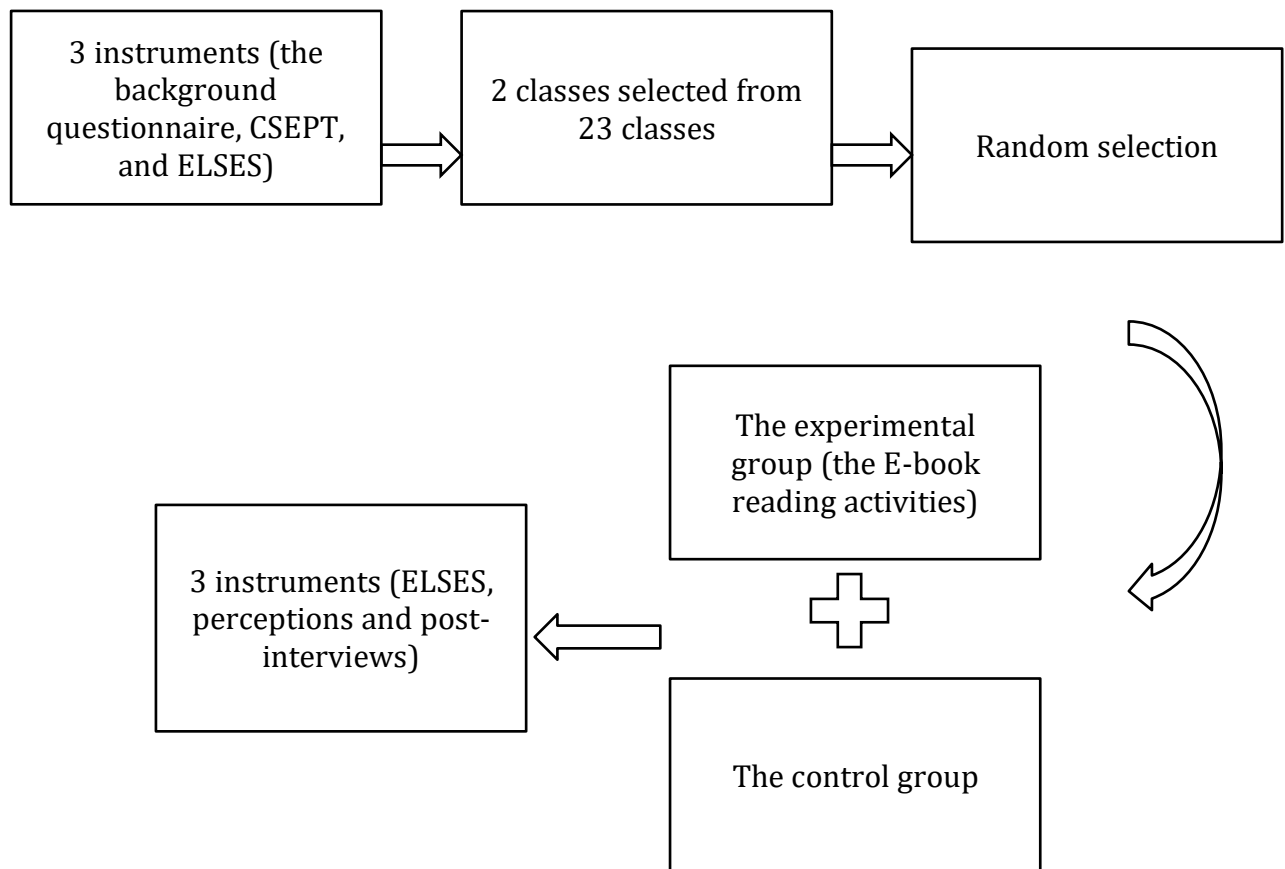 3 instruments (the
background
questionnaire, CSEPT,
and ELSES)
2 classes selected from
23 classes
Random selection
The experimental
group (the E-book
reading activities)
3 instruments (ELSES,
perceptions and post-
interviews)
The control group